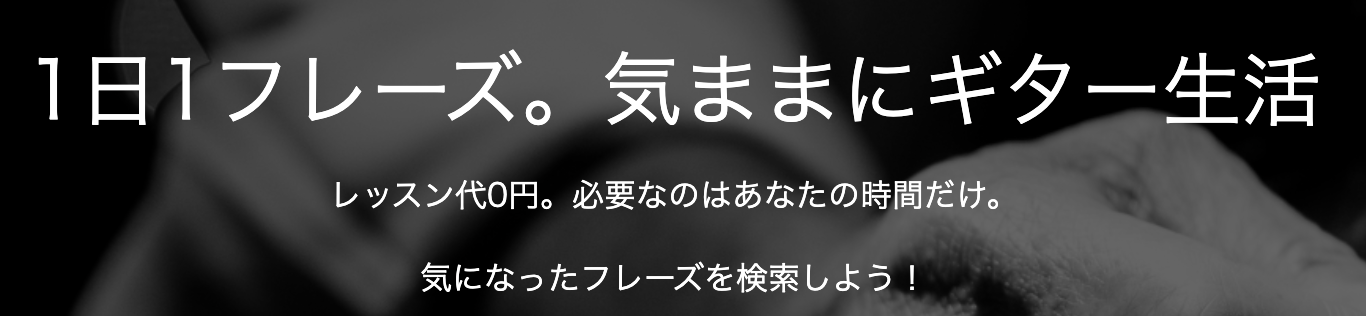 1日1フレーズ。気ままにギター生活
レッスン代0円。必要なのはあなたの時間だけ。
気になったフレーズを検索しよう！